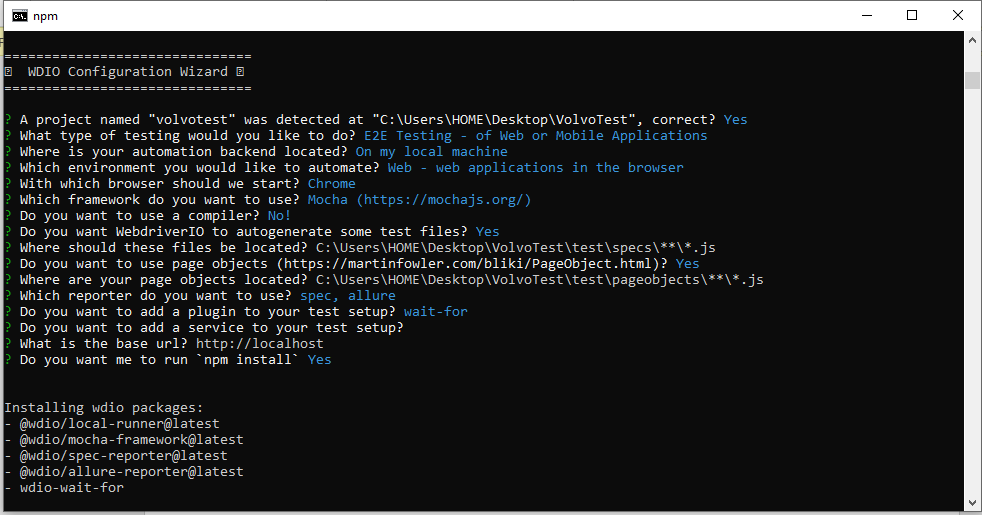 npm
==============================
WDIO Configuration Wizard
==============================
? A project named "volvotest" was detected at "C:\Users\HOME\Desktop\VolvoTest", correct? Yes
? What type of testing would you like to do? E2E Testing - of Web or Mobile Applications
? Where is your automation backend located? On my local machine
? Which environment you would like to automate? Web - web applications in the browser
? With which browser should we start? Chrome
? Which framework do you want to use? Mocha (https://mochajs.org/)
? Do you want to use a compiler? No!
? Do you want WebdriverIO to autogenerate some test files? Yes
? Where should these files be located? C:\Users\HOME\Desktop\VolvoTest\test\specs\**\*.js
? Do you want to use page objects (https://martinfowler.com/bliki/PageObject.html)? Yes
? Where are your page objects located? C:\Users\HOME\Desktop\VolvoTest\test\pageobjects\**\*.js
? Which reporter do you want to use? spec, allure
? Do you want to add a plugin to your test setup? wait-for
? Do you want to add a service to your test setup?
? What is the base url? http://localhost
? Do you want me to run `npm install` Yes
Installing wdio packages:
- @wdio/local-runner@latest
- @wdio/mocha-framework@latest
- @wdio/spec-reporter@latest
- @wdio/allure-reporter@latest
- wdio-wait-for